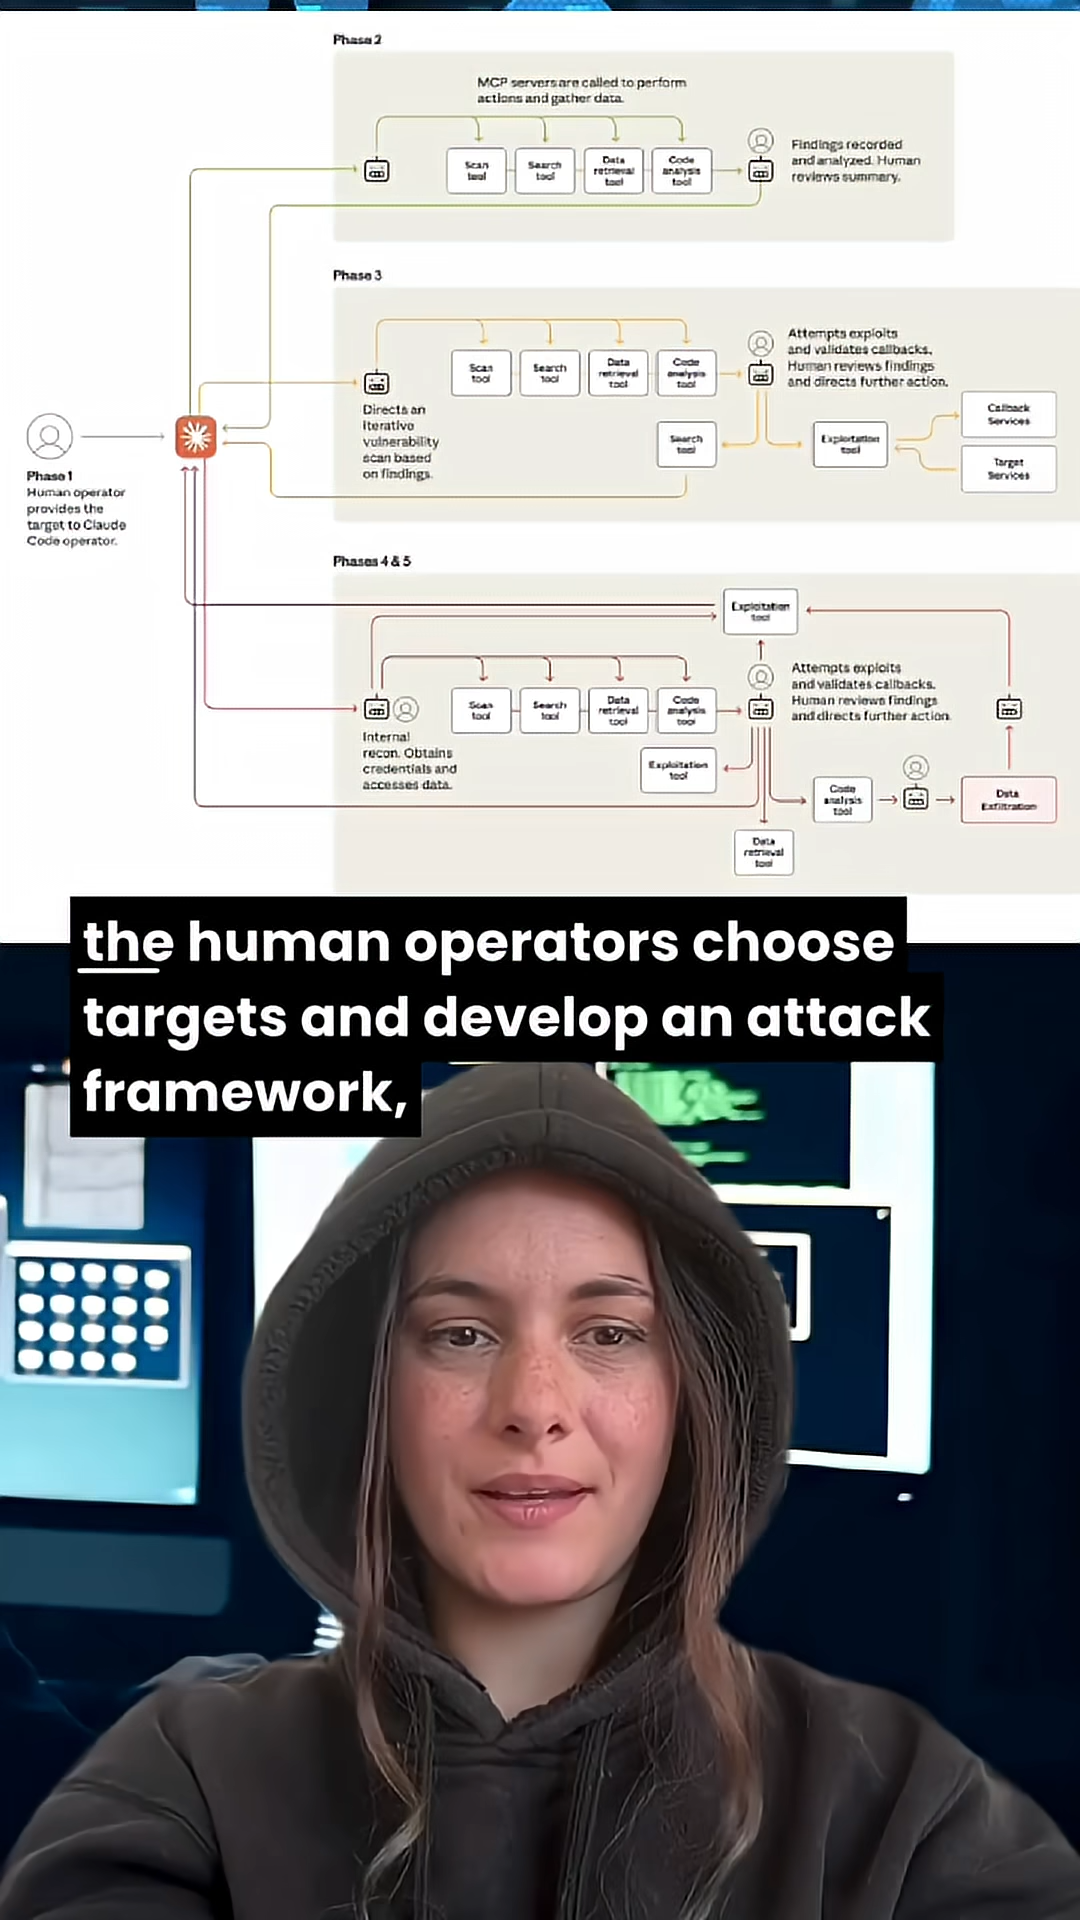 Phase 2
MCP servers are called to perform
actions and gather data.
Scan
tool
Search
tool
Data
retrieval
tool
Code
analysis
tool
Findings recorded
and analyzed. Human
reviews summary.
Phase 3
Scan
tool
Search
tool
Data
retrieval
tool
Code
analysis
tool
Attempts exploits
and validates callbacks.
Human reviews findings
and directs further action.
Directs an
iterative
vulnerability
scan based
on findings.
Search
tool
Exploitation
tool
Callback
Services
Target
Services
Phase 1
Human operator
provides the
target to Claude
Code operator.
Phases 4 & 5
Exploitation
tool
Scan
tool
Search
tool
Data
retrieval
tool
Code
analysis
tool
Attempts exploits
and validates callbacks.
Human reviews findings
and directs further action.
Internal
recon. Obtains
credentials and
accesses data.
Exploitation
tool
Code
analysis
tool
Data
Exfiltration
Data
retrieval
tool
the human operators choose
targets and develop an attack
framework,